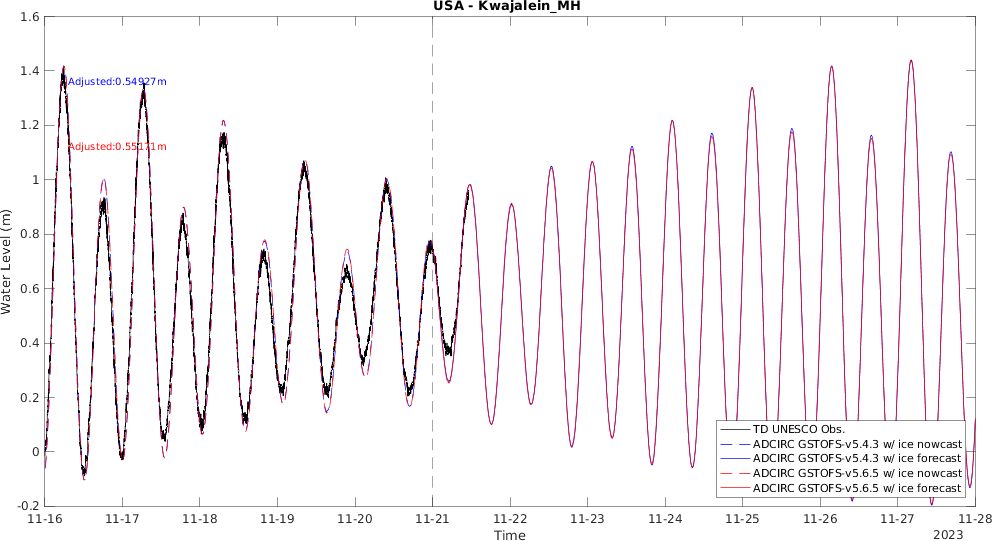 USA - Kwajalein_MH
1.6
1.4
1.2
1
0.8
0.6
0.4
0.2
0
-0.2
Water Level (m)
Adjusted:0.54927m
Adjusted:0.55171m
TD UNESCO Obs.
ADCIRC GSTOFS-v5.4.3 w/ ice nowcast
ADCIRC GSTOFS-v5.4.3 w/ ice forecast
ADCIRC GSTOFS-v5.6.5 w/ ice nowcast
ADCIRC GSTOFS-v5.6.5 w/ ice forecast
11-16 11-17 11-18 11-19 11-20 11-21 11-22 11-23 11-24 11-25 11-26 11-27 11-28
Time
2023